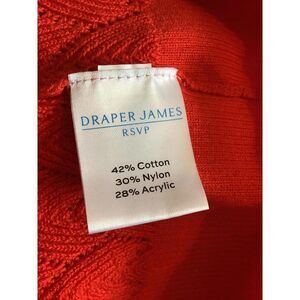 DRAPER JAMES
RSVP
42% Cotton
30% Nylon
28% Acrylic